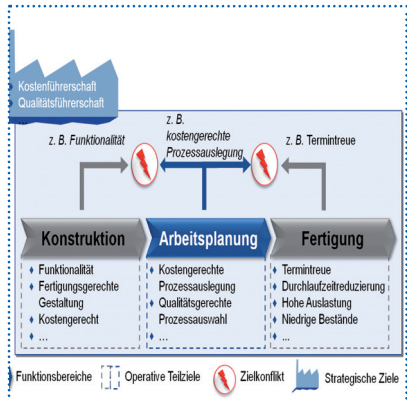 Kostenführerschaft
Qualitätsführerschaft
z. B. Funktionalität
z. B.
kostengerechte
Prozessauslegung
z. B. Termintreue
Konstruktion
Arbeitsplanung
Fertigung
Funktionalität
Fertigungsgerechte
Gestaltung
Kostengerecht
…
Kostengerechte
Prozessauslegung
Qualitätsgerechte
Prozessauswahl
…
Termintreue
Durchlaufzeitreduzierung
Hohe Auslastung
Niedrige Bestände
...
Funktionsbereiche
Operative Teilziele
Zielkonflikt
Strategische Ziele